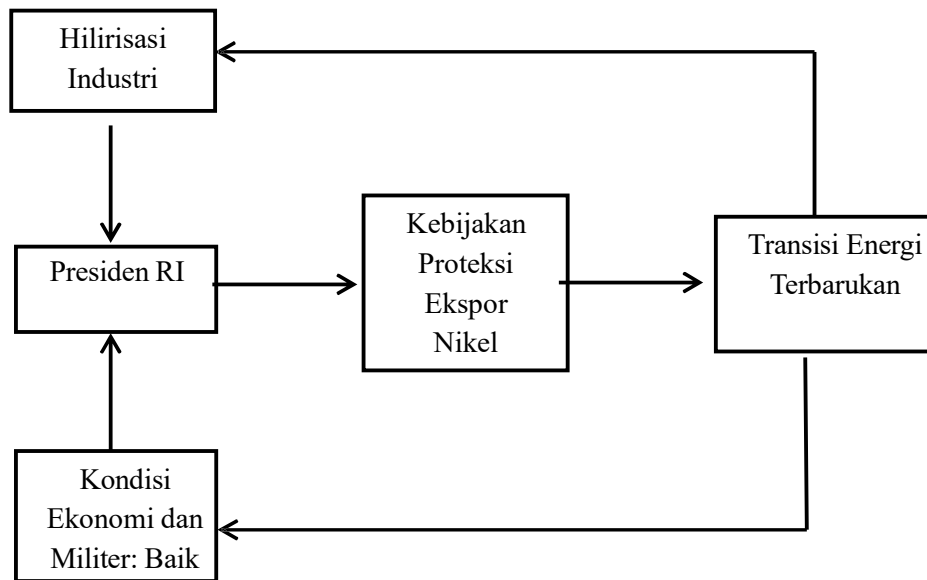 Hilirisasi
Industri
Presiden RI
Kebijakan
Proteksi
Ekspor
Nikel
Transisi Energi
Terbarukan
Kondisi
Ekonomi dan
Militer: Baik